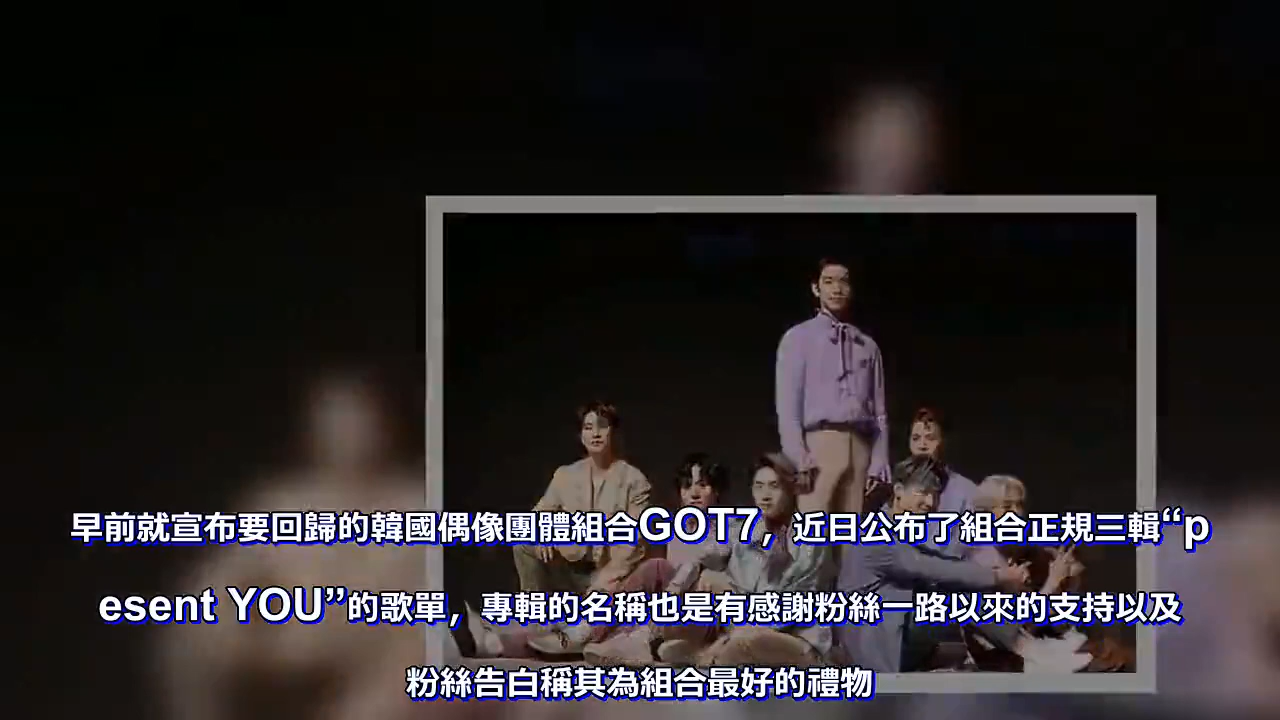 早前就宣布要回歸的韓國偶像團體組合GOT7，近日公布了組合正規三輯“p
esent YOU”的歌單，專輯的名稱也是有感謝粉絲一路以來的支持以及
粉絲告白稱其為組合最好的禮物